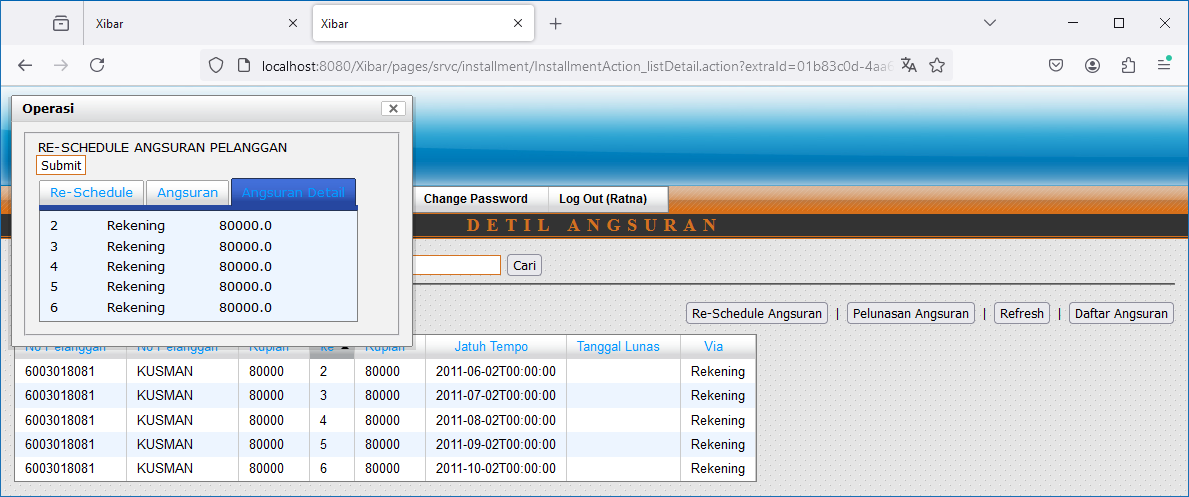 Xibar
Xibar
localhost:8080/Xibar/pages/srvc/installment/InstallmentAction_listDetail.action?extraId=01b83c0d-4aa6
Operasi
RE-SCHEDULE ANGSURAN PELANGGAN
Submit
Re-Schedule Angsuran Angsuran Detail
2 Rekening 80000.0
3 Rekening 80000.0
4 Rekening 80000.0
5 Rekening 80000.0
6 Rekening 80000.0
Change Password Log Out (Ratna)
DETIL ANGSURAN
Cari
Re-Schedule Angsuran | Pelunasan Angsuran | Refresh | Daftar Angsuran
No Pelanggan No Pelanggan Rupiah ke Rupiah Jatuh Tempo Tanggal Lunas Via
6003018081 KUSMAN 80000 2 80000 2011-06-02T00:00:00 Rekening
6003018081 KUSMAN 80000 3 80000 2011-07-02T00:00:00 Rekening
6003018081 KUSMAN 80000 4 80000 2011-08-02T00:00:00 Rekening
6003018081 KUSMAN 80000 5 80000 2011-09-02T00:00:00 Rekening
6003018081 KUSMAN 80000 6 80000 2011-10-02T00:00:00 Rekening